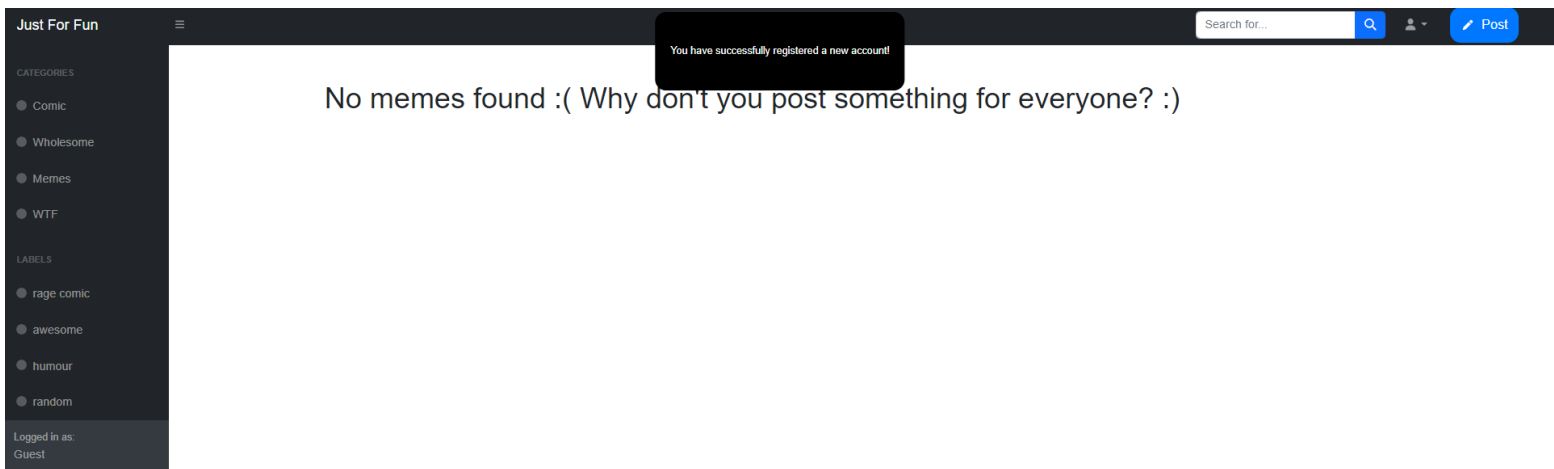 Just For Fun
Search for...
Post
You have successfully registered a new account!
CATEGORIES
Comic
Wholesome
Memes
WTF
LABELS
rage comic
awesome
humour
random
Logged in as:
Guest
No memes found :( Why don't you post something for everyone? :)